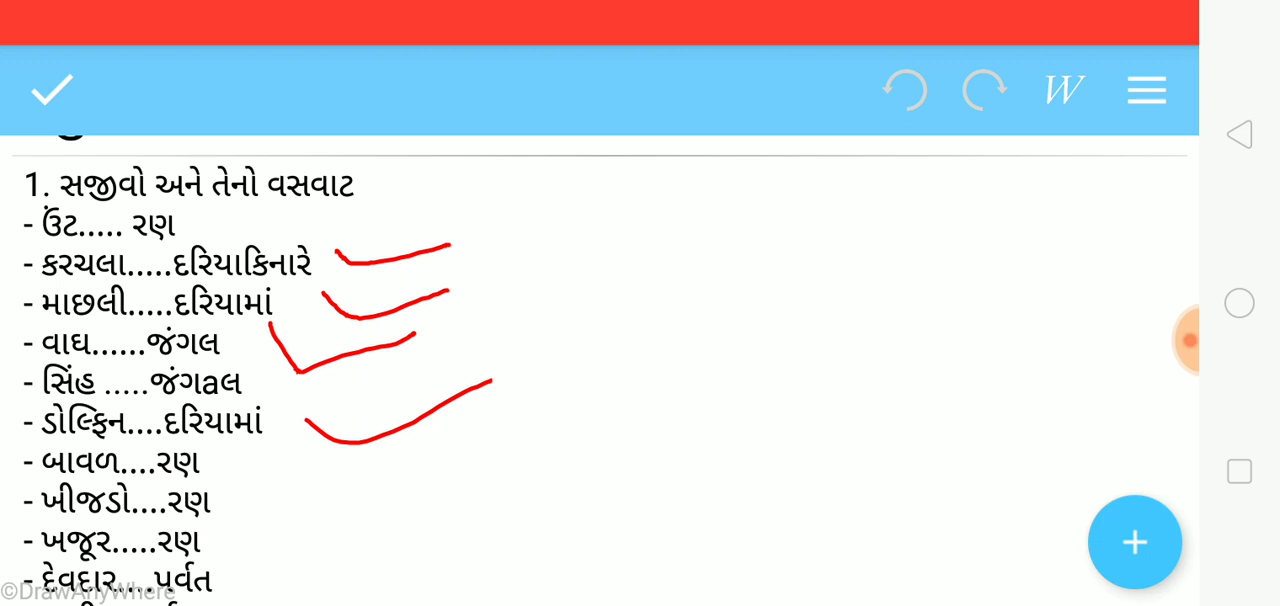 W
1. સજીવો અને તેનો વસવાટ
- ઉંટ..... રણ
- કરચલા.....દરિયાકિનારે
- માછલી.....દરિયામાં
- વાઘ......જંગલ
- સિંહ .....જંગaલ
- ડોલ્ફિન....દરિયામાં
- બાવળ....રણ
- ખીજડો....રણ
- ખજૂર.....રણ
- દેવદાર....પર્વત
©DrawAnyWhere